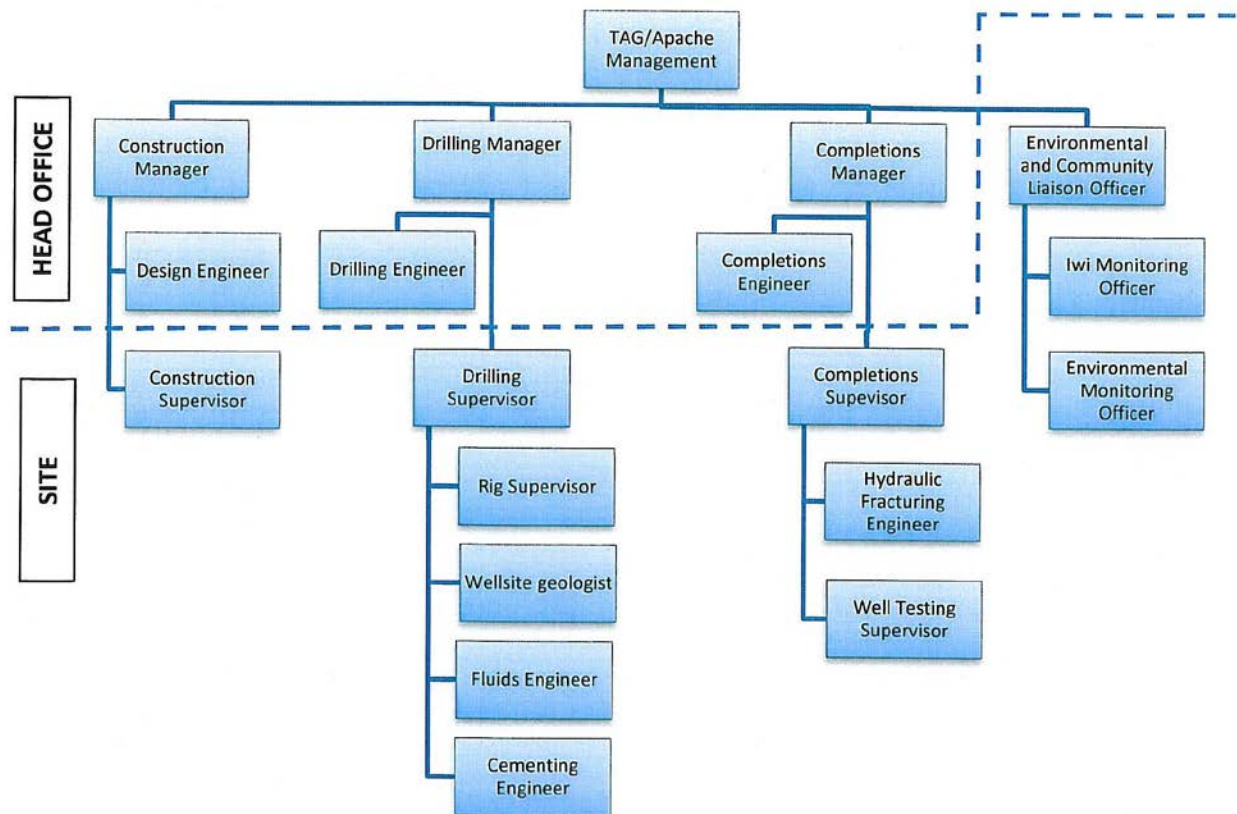 TAG/Apache
Management
HEAD OFFICE
Construction
Manager
Drilling Manager
Completions
Manager
Environmental
and Community
Liaison Officer
Design Engineer
Drilling Engineer
Completions
Engineer
Iwi Monitoring
Officer
SITE
Construction
Supervisor
Drilling
Supervisor
Completions
Supevisor
Environmental
Monitoring
Officer
Rig Supervisor
Hydraulic
Fracturing
Engineer
Wellsite geologist
Well Testing
Supervisor
Fluids Engineer
Cementing
Engineer